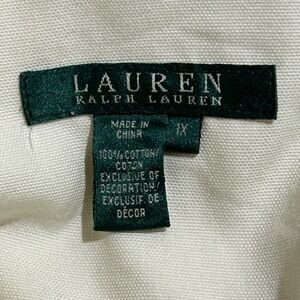 LAUREN
RALPH LAUREN
MADE IN
CHINA
1X
100% COTTON/
COTON
EXCLUSIVE OF
DECORATION/
EXCLUSIF DE
DÉCOR